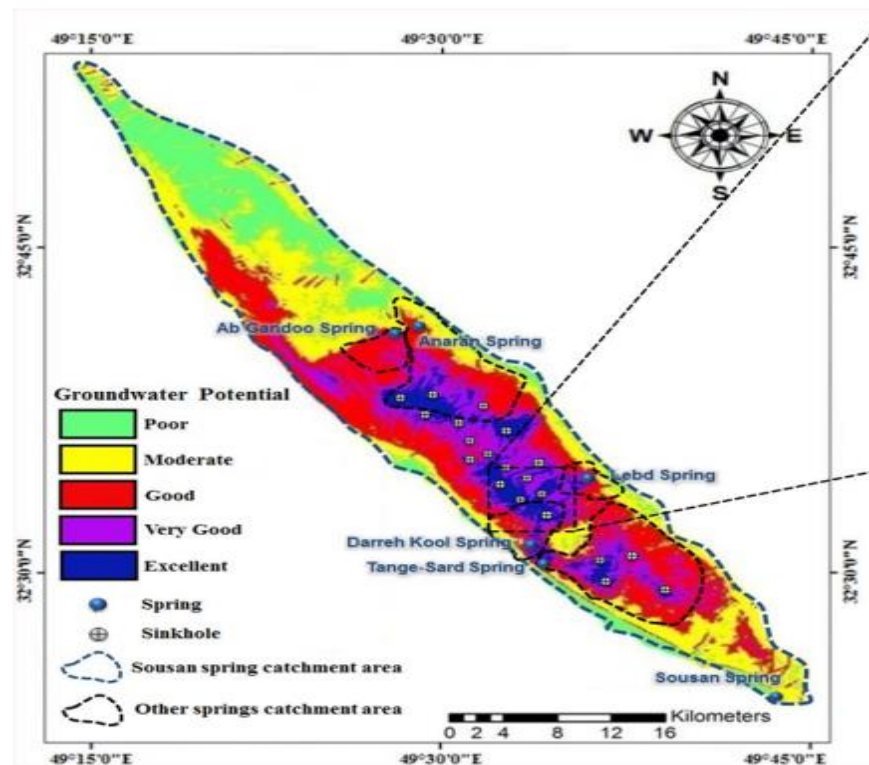 49°15'0"E 49°30'0"E 49°45'0"E
N
W E
S
32°45'0"N 32°45'0"N
Ab Gandoo Spring
Anaran Spring
Groundwater Potential
Poor
Moderate
Good
Very Good
Excellent
Spring
Sinkhole
Sousan spring catchment area
Other springs catchment area
Lebd Spring
Darreh Kool Spring
Tange-Sard Spring
32°30'0"N 32°30'0"N
Sousan Spring
Kilometers
0 2 4 8 12 16
49°15'0"E 49°30'0"E 49°45'0"E